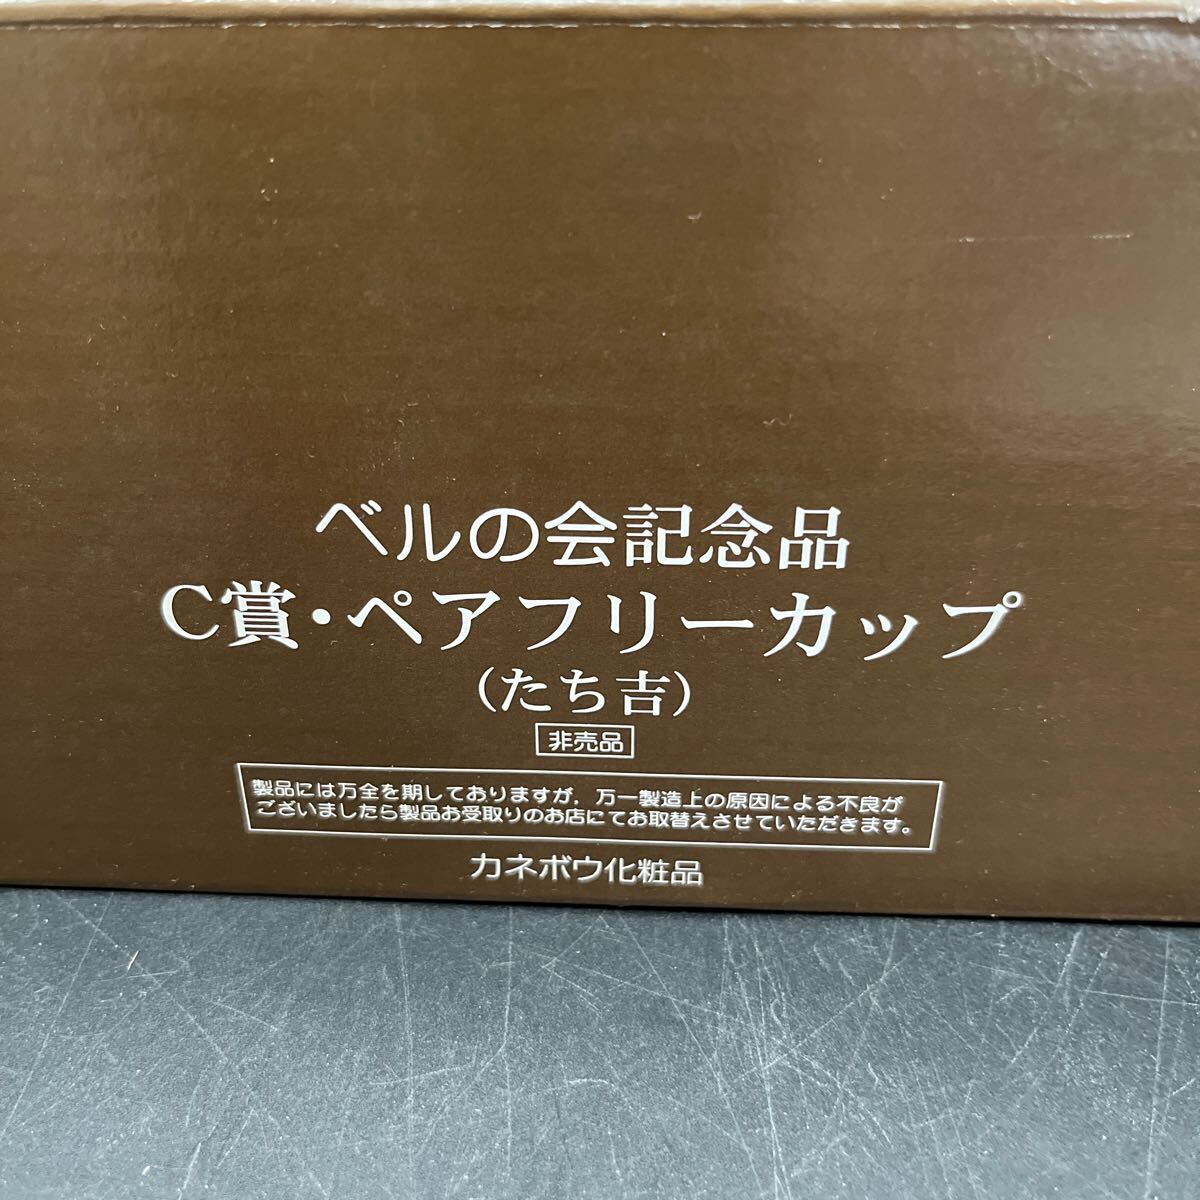 ベルの会記念品
C賞・ペアフリーカップ
（たち吉）
非売品
製品には万全を期しておりますが、万一製造上の原因による不良が
ございましたら製品お受取りのお店にてお取替えさせていただきます。
カネボウ化粧品